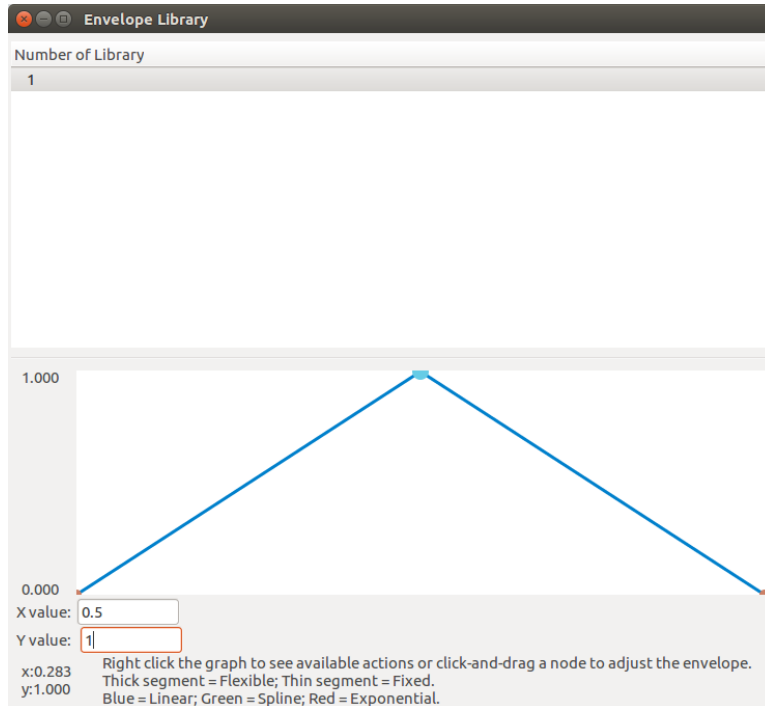 Envelope Library
Number of Library
1
1.000
0.000
X value: 0.5
Y value: 1
x:0.283
y:1.000
Right click the graph to see available actions or click-and-drag a node to adjust the envelope.
Thick segment = Flexible; Thin segment = Fixed.
Blue = Linear; Green = Spline; Red = Exponential.